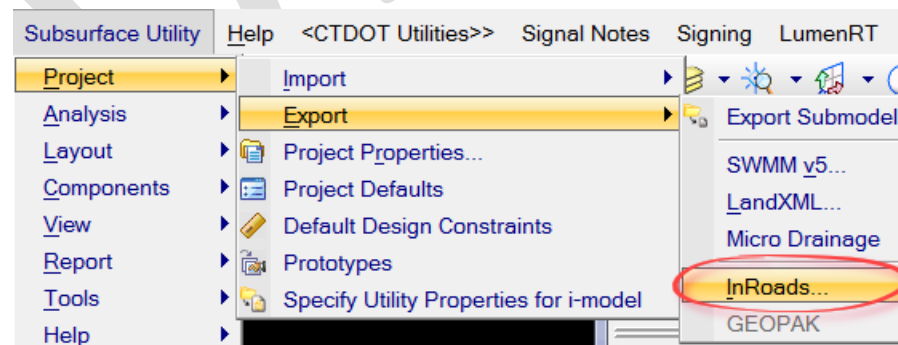 Subsurface Utility Help <CTDOT Utilities>> Signal Notes Signing LumenRT
Project
Analysis
Layout
Components
View
Report
Tools
Help
Import
Export
Project Properties...
Project Defaults
Default Design Constraints
Prototypes
Specify Utility Properties for i-model
Export Submodel
SWMM v5...
LandXML...
Micro Drainage
InRoads...
GEOPAK